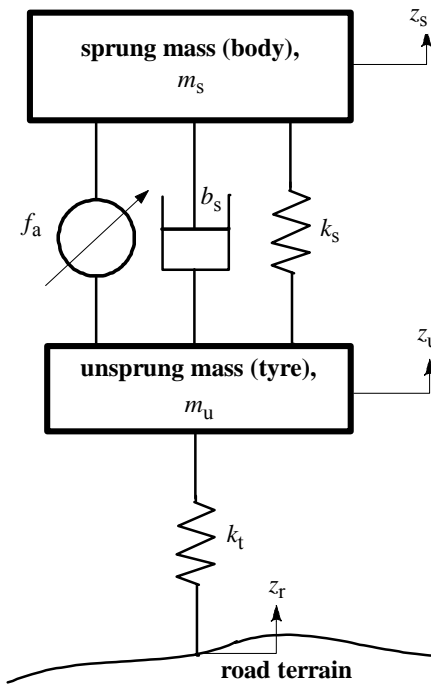 z_s
sprung mass (body),
m_s
f_a
b_s
k_s
z_u
unsprung mass (tyre),
m_u
k_t
z_r
road terrain